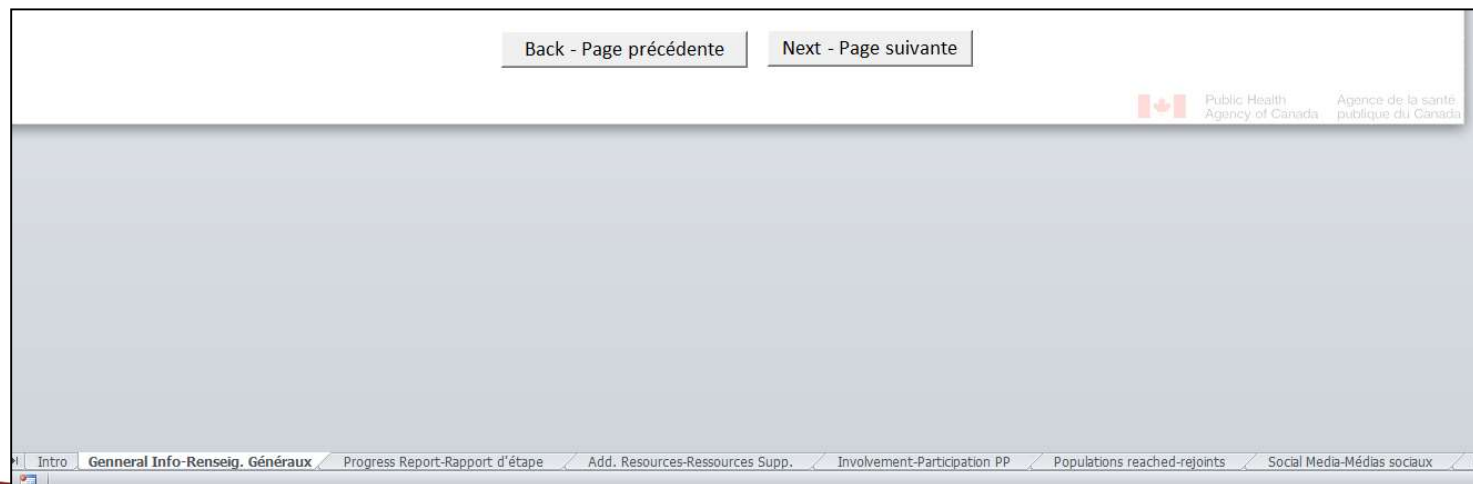 Back - Page précédente
Next - Page suivante
Public Health
Agency of Canada
Agence de la santé
publique du Canada
Intro
Genneral Info-Renseig. Généraux
Progress Report-Rapport d'étape
Add. Resources-Ressources Supp.
Involvement-Participation PP
Populations reached-rejoints
Social Media-Médias sociaux